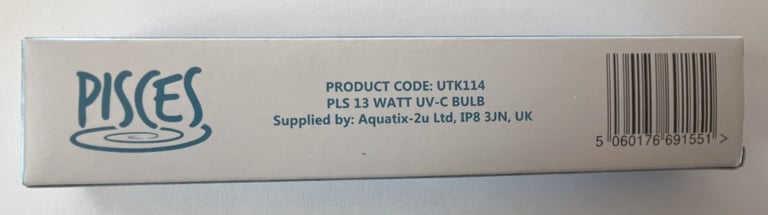 PISCES
PRODUCT CODE: UTK114
PLS 13 WATT UV-C BULB
Supplied by: Aquatix-2u Ltd, IP8 3JN, UK
5 060176 691551 >